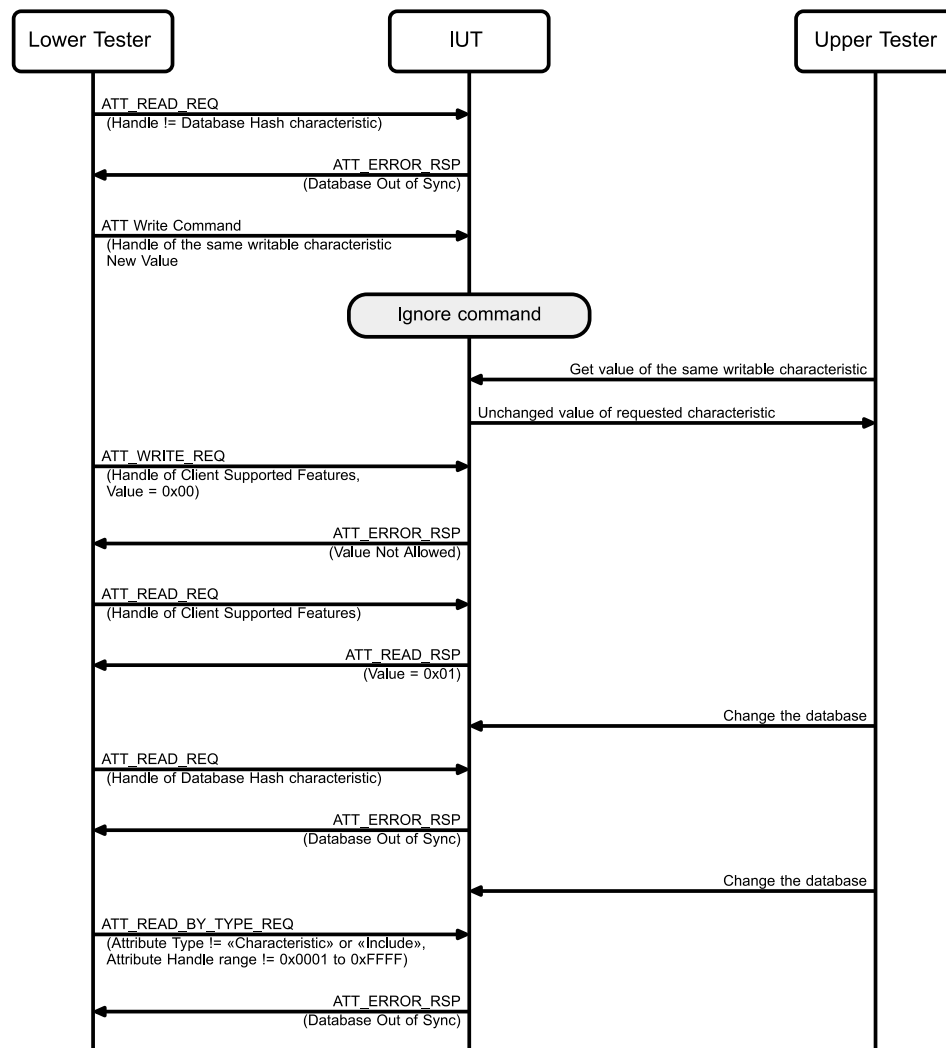 Lower Tester
IUT
Upper Tester
ATT_READ_REQ
(Handle != Database Hash characteristic)
ATT_ERROR_RSP
(Database Out of Sync)
ATT Write Command
(Handle of the same writable characteristic
New Value
Ignore command
Get value of the same writable characteristic
Unchanged value of requested characteristic
ATT_WRITE_REQ
(Handle of Client Supported Features,
Value = 0x00)
ATT_ERROR_RSP
(Value Not Allowed)
ATT_READ_REQ
(Handle of Client Supported Features)
ATT_READ_RSP
(Value = 0x01)
Change the database
ATT_READ_REQ
(Handle of Database Hash characteristic)
ATT_ERROR_RSP
(Database Out of Sync)
Change the database
ATT_READ_BY_TYPE_REQ
(Attribute Type != «Characteristic» or «Include»,
Attribute Handle range != 0x0001 to 0xFFFF)
ATT_ERROR_RSP
(Database Out of Sync)